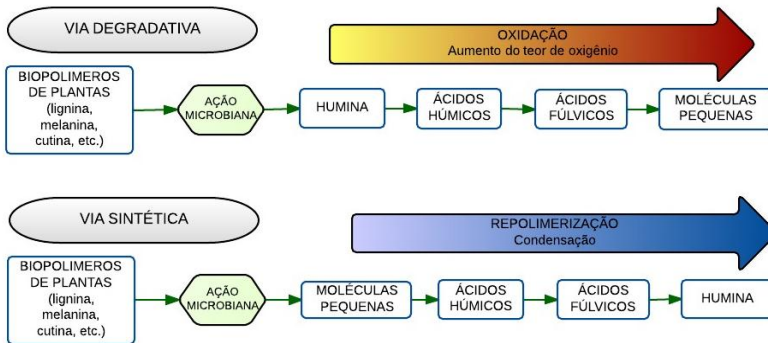 VIA DEGRADATIVA
OXIDAÇÃO
Aumento do teor de oxigênio
BIOPOLIMEROS
DE PLANTAS
(lignina,
melanina,
cutina, etc.)
AÇÃO
MICROBIANA
HUMINA
ÁCIDOS
HÚMICOS
ÁCIDOS
FÚLVICOS
MOLÉCULAS
PEQUENAS
VIA SINTÉTICA
REPOLIMERIZAÇÃO
Condensação
BIOPOLIMEROS
DE PLANTAS
(lignina,
melanina,
cutina, etc.)
AÇÃO
MICROBIANA
MOLÉCULAS
PEQUENAS
ÁCIDOS
HÚMICOS
ÁCIDOS
FÚLVICOS
HUMINA